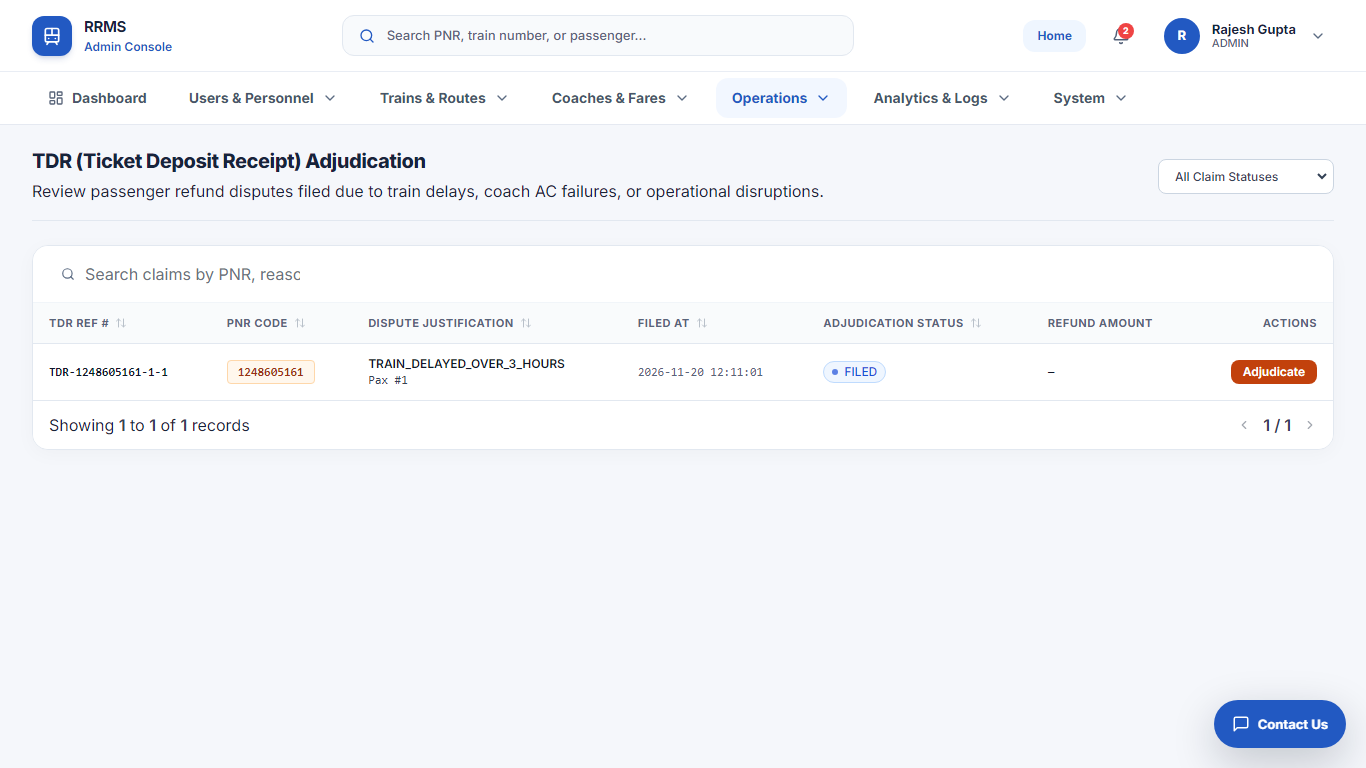 RRMS
Admin Console
Search PNR, train number, or passenger...
Home
2
R
Rajesh Gupta
ADMIN
Dashboard
Users & Personnel
Trains & Routes
Coaches & Fares
Operations
Analytics & Logs
System
TDR (Ticket Deposit Receipt) Adjudication
Review passenger refund disputes filed due to train delays, coach AC failures, or operational disruptions.
All Claim Statuses
Search claims by PNR, reasc
TDR REF #
PNR CODE
DISPUTE JUSTIFICATION
FILED AT
ADJUDICATION STATUS
REFUND AMOUNT
ACTIONS
TDR-1248605161-1-1
1248605161
TRAIN_DELAYED_OVER_3_HOURS
Pax #1
2026-11-20 12:11:01
FILED
—
Adjudicate
Showing 1 to 1 of 1 records
1 / 1
Contact Us